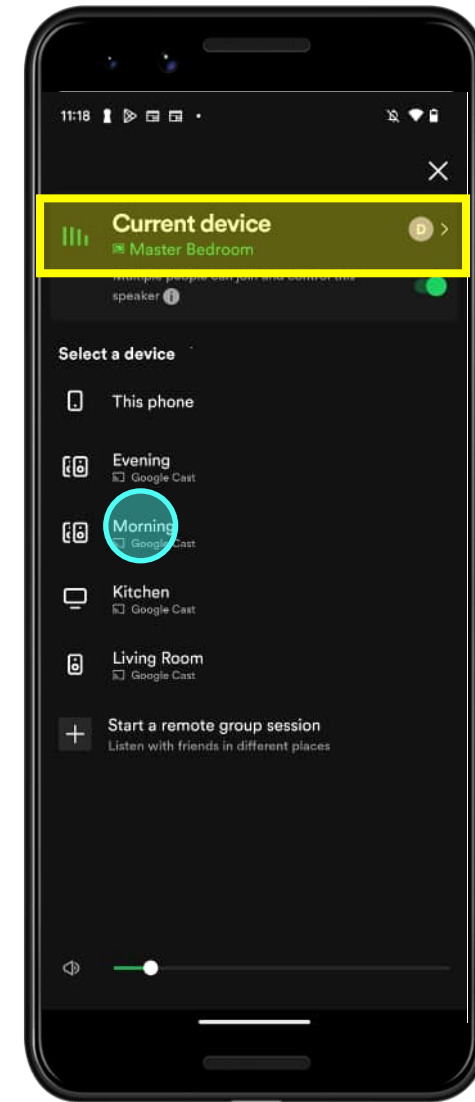 11:18
Current device
Master Bedroom
D
Multiple people can join and control this
speaker
Select a device
This phone
Evening
Google Cast
Morning
Google Cast
Kitchen
Google Cast
Living Room
Google Cast
Start a remote group session
Listen with friends in different places